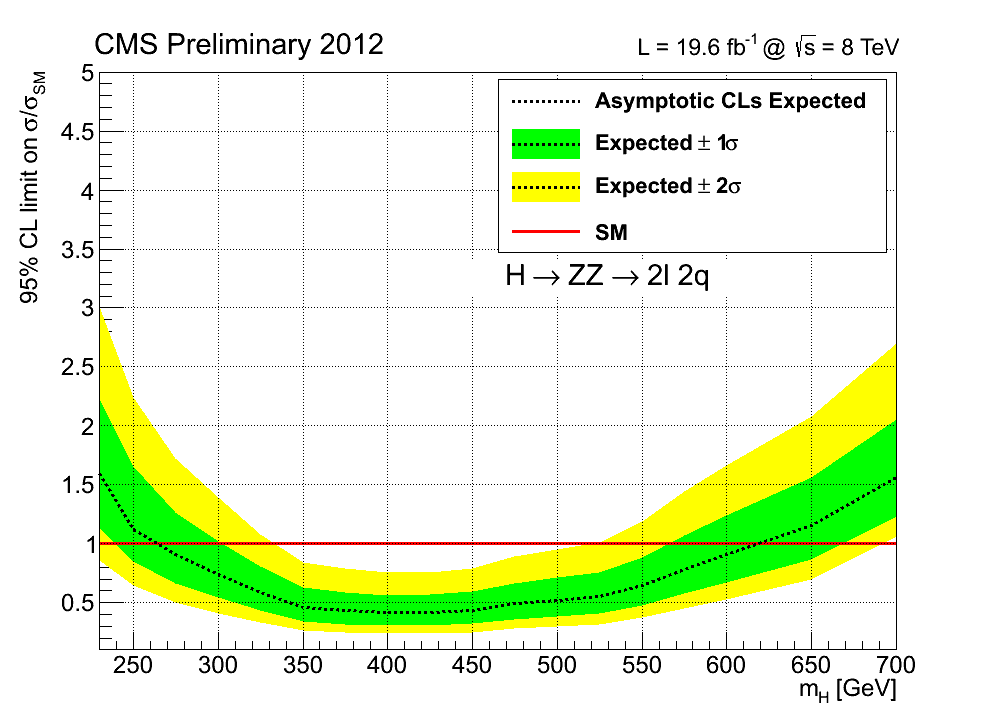 CMS Preliminary 2012
L = 19.6 fb⁻¹ @ √s = 8 TeV
95% CL limit on σ/σ_SM
5
4.5
4
3.5
3
2.5
2
1.5
1
0.5
Asymptotic CLs Expected
Expected ± 1σ
Expected ± 2σ
SM
H → ZZ → 2l 2q
250 300 350 400 450 500 550 600 650 700
m_H [GeV]